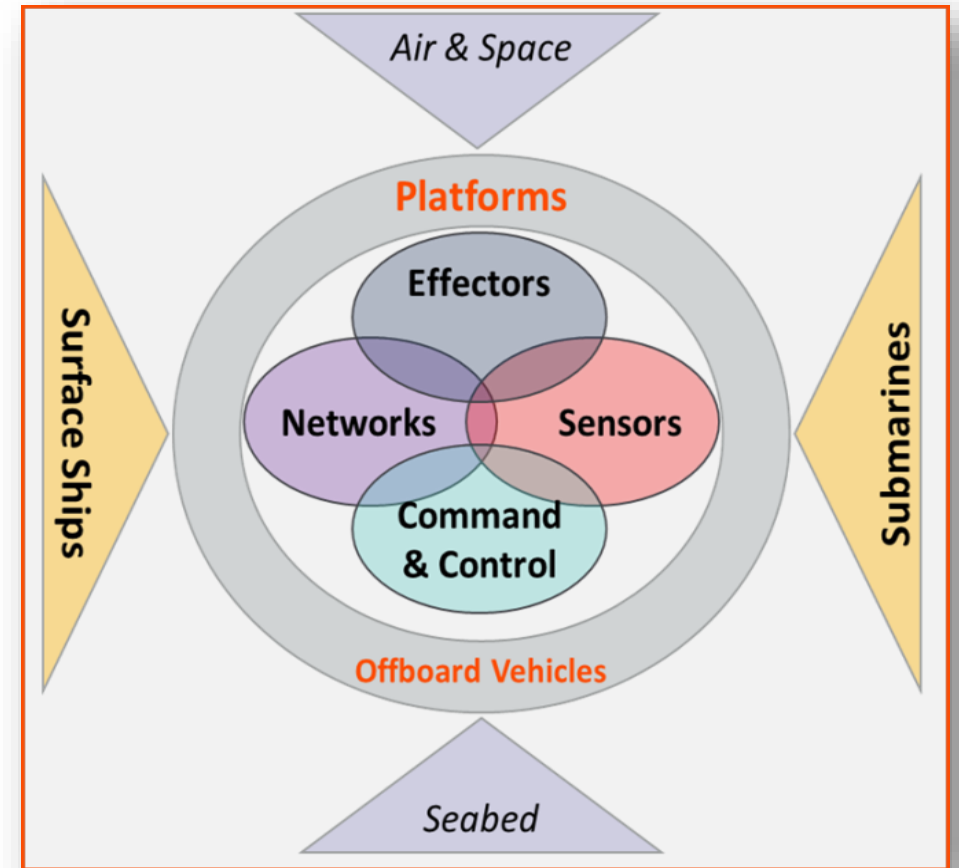 Air & Space
Platforms
Effectors
Surface Ships
Networks
Sensors
Submarines
Command
& Control
Offboard Vehicles
Seabed